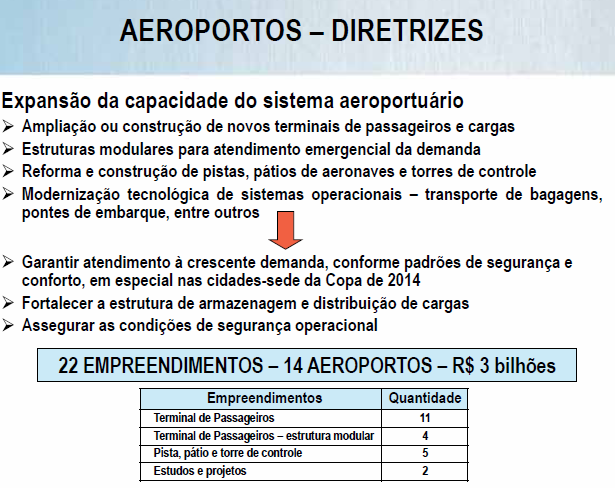 AEROPORTOS – DIRETRIZES
Expansão da capacidade do sistema aeroportuário
➢ Ampliação ou construção de novos terminais de passageiros e cargas
➢ Estruturas modulares para atendimento emergencial da demanda
➢ Reforma e construção de pistas, pátios de aeronaves e torres de controle
➢ Modernização tecnológica de sistemas operacionais – transporte de bagagens,
pontes de embarque, entre outros
➢ Garantir atendimento à crescente demanda, conforme padrões de segurança e
conforto, em especial nas cidades-sede da Copa de 2014
➢ Fortalecer a estrutura de armazenagem e distribuição de cargas
➢ Assegurar as condições de segurança operacional
22 EMPREENDIMENTOS – 14 AEROPORTOS – R$ 3 bilhões
Empreendimentos Quantidade
Terminal de Passageiros 11
Terminal de Passageiros – estrutura modular 4
Pista, pátio e torre de controle 5
Estudos e projetos 2